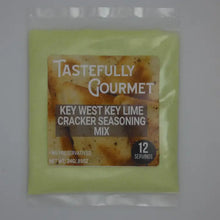 TASTEFULLY
GOURMET
KEY WEST KEY LIME
CRACKER SEASONING
MIX
12
SERVINGS